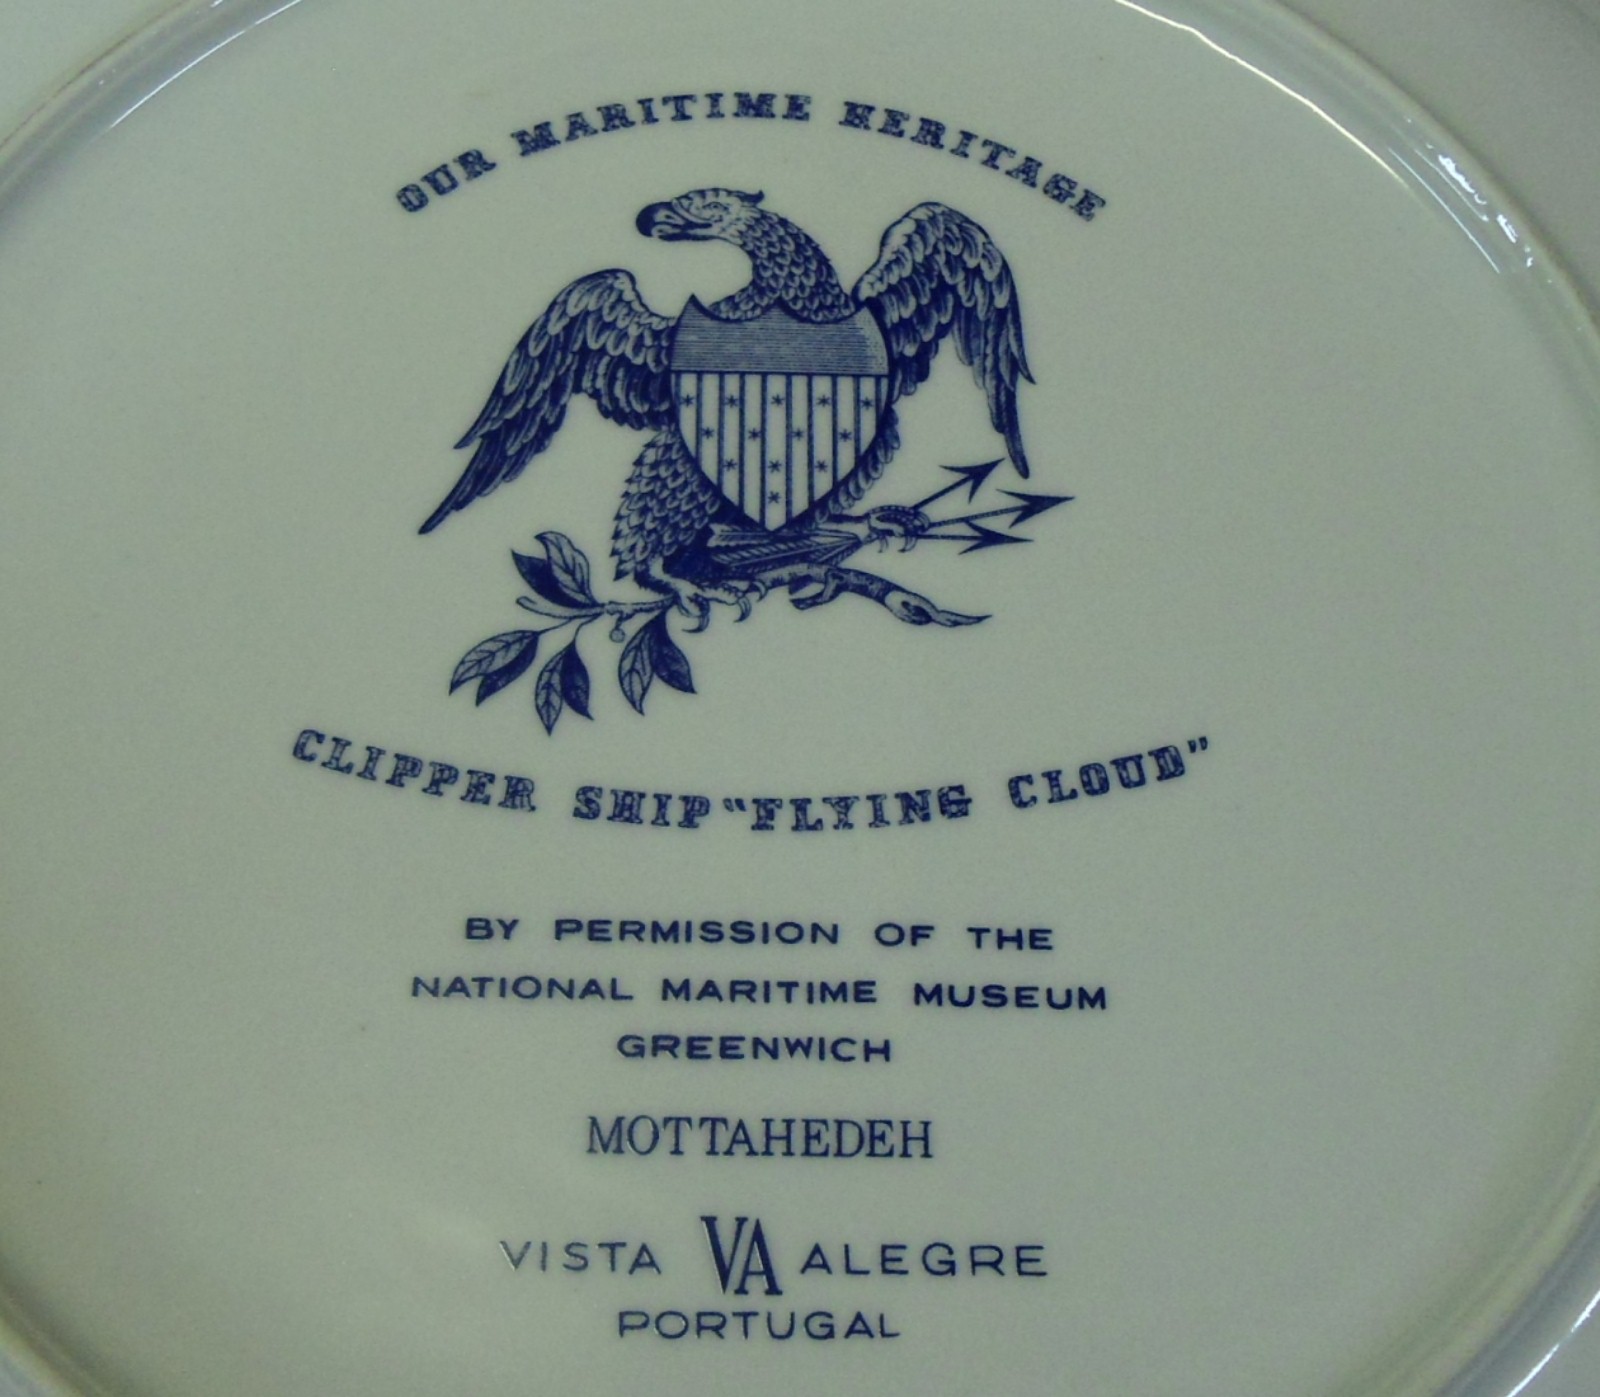 OUR MARITIME HERITAGE
CLIPPER SHIP "FLYING CLOUD"
BY PERMISSION OF THE
NATIONAL MARITIME MUSEUM
GREENWICH
MOTTAHEDEH
VISTA VA ALEGRE
PORTUGAL